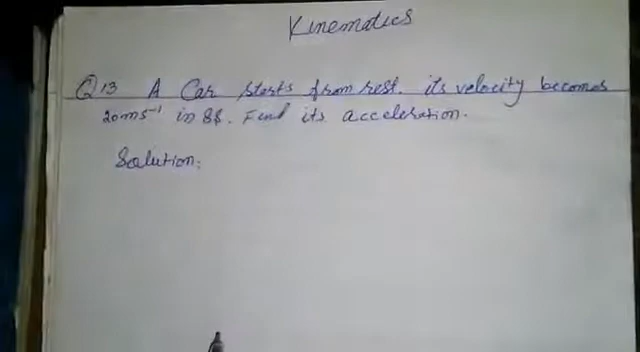 Kinematics
Q13 A Car starts from rest. its velocity becomes
20ms⁻¹ in 8s. Find its acceleration.
Solution: